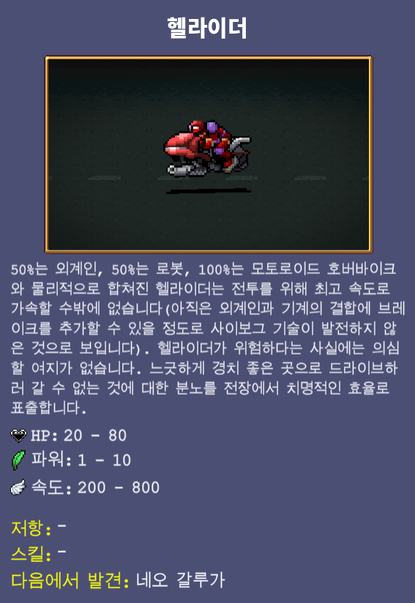 헬라이더
50%는 외계인, 50%는 로봇, 100%는 모토로이드 호버바이크
와 물리적으로 합쳐진 헬라이더는 전투를 위해 최고 속도로
가속할 수밖에 없습니다(아직은 외계인과 기계의 결합에 브레
이크를 추가할 수 있을 정도로 사이보그 기술이 발전하지 않
은 것으로 보입니다). 헬라이더가 위험하다는 사실에는 의심
할 여지가 없습니다. 느긋하게 경치 좋은 곳으로 드라이브하
러 갈 수 없는 것에 대한 분노를 전장에서 치명적인 효율로
표출합니다.
HP: 20 - 80
파워: 1 - 10
속도: 200 - 800
저항: -
스킬: -
다음에서 발견: 네오 갈루가